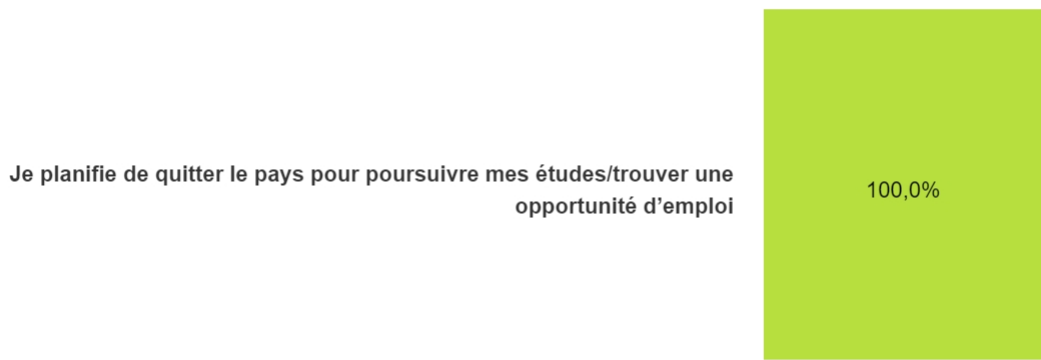 Je planifie de quitter le pays pour poursuivre mes études/trouver une
opportunité d’emploi
100,0%